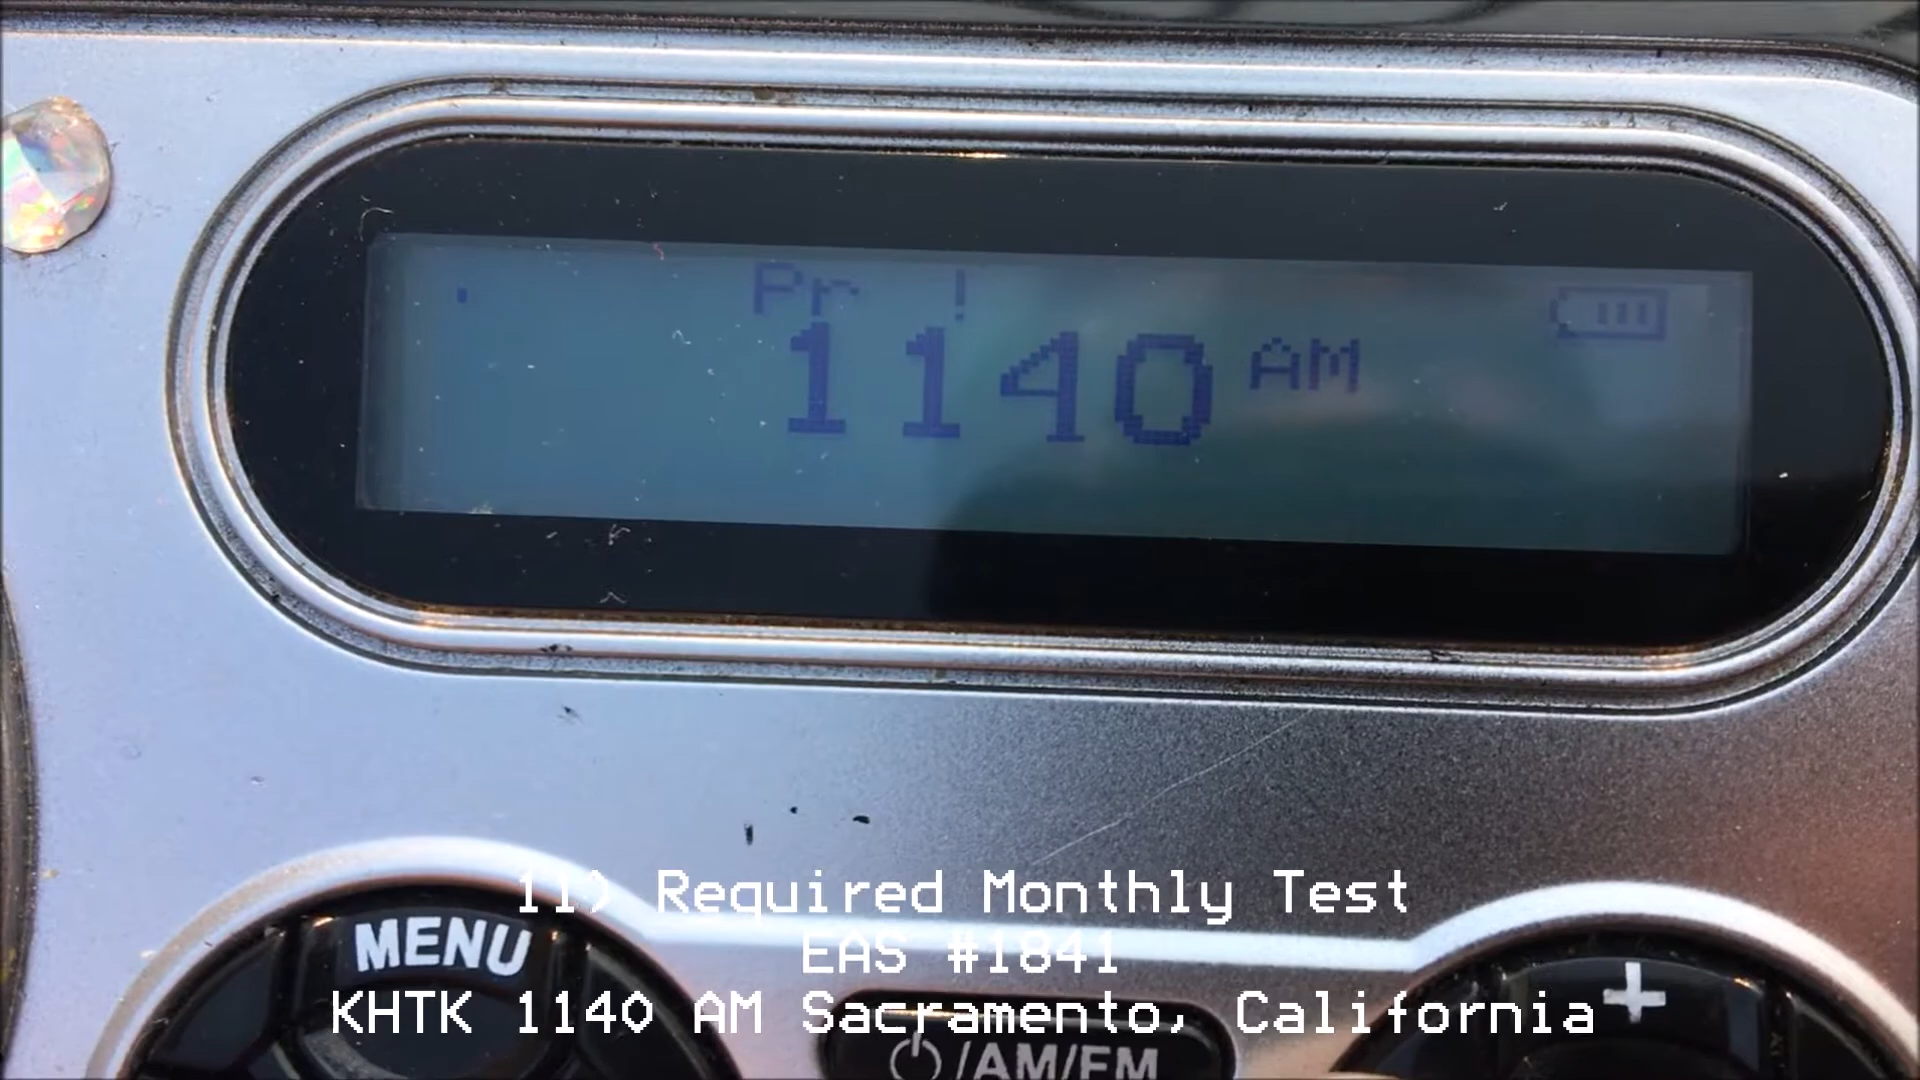 Pr !
1140 AM
11) Required Monthly Test
MENU
EAS #1841
+
KHTK 1140 AM Sacramento, California
/AM/FM